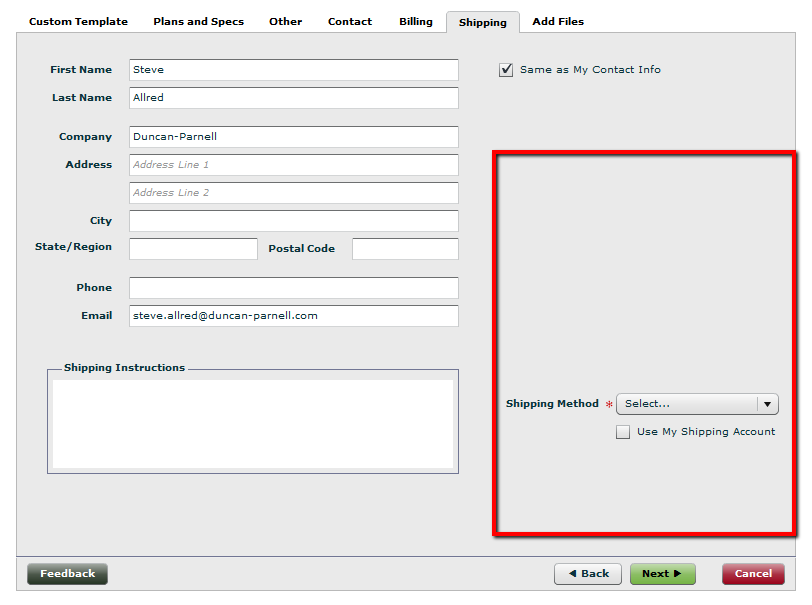 Custom Template Plans and Specs Other Contact Billing Shipping Add Files
First Name Steve Same as My Contact Info
Last Name Allred
Company Duncan-Parnell
Address Address Line 1
Address Line 2
City
State/Region Postal Code
Phone
Email steve.allred@duncan-parnell.com
Shipping Instructions
Shipping Method * Select...
Use My Shipping Account
Feedback Back Next Cancel